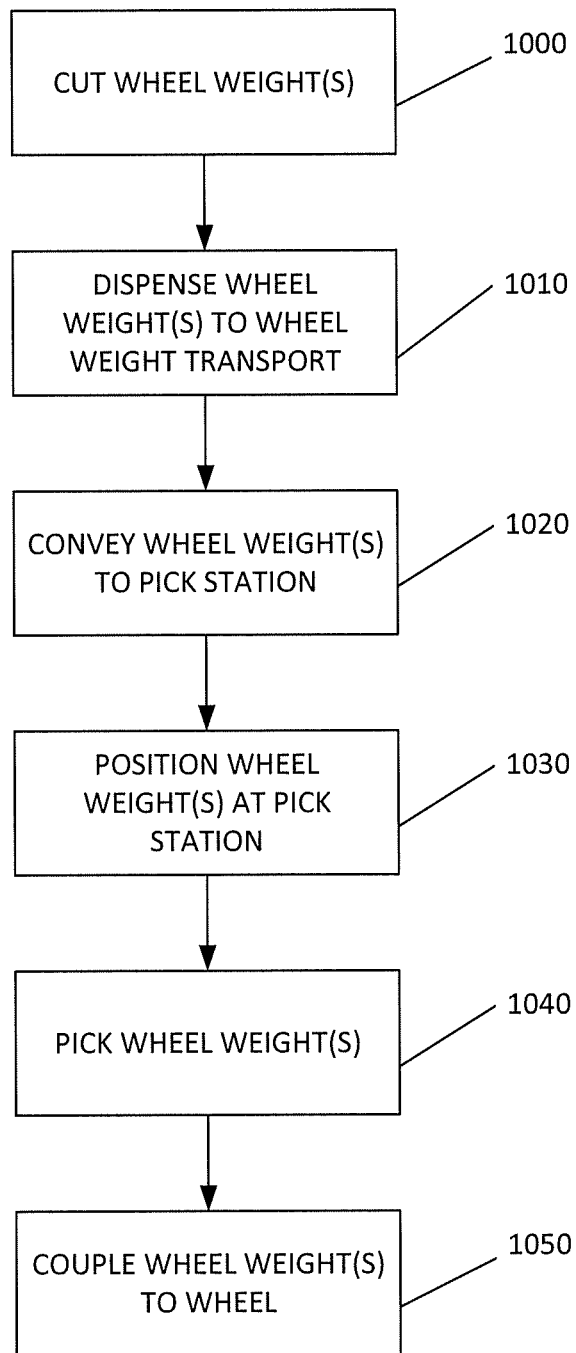 CUT WHEEL WEIGHT(S)
1000
DISPENSE WHEEL
WEIGHT(S) TO WHEEL
WEIGHT TRANSPORT
1010
CONVEY WHEEL WEIGHT(S)
TO PICK STATION
1020
POSITION WHEEL
WEIGHT(S) AT PICK
STATION
1030
PICK WHEEL WEIGHT(S)
1040
COUPLE WHEEL WEIGHT(S)
TO WHEEL
1050